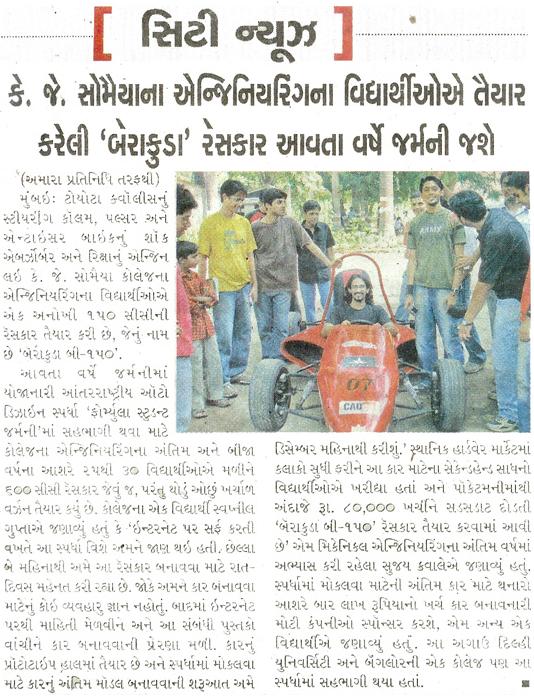 [ સિટી ન્યૂઝ ]
કે. જે. સોમૈયાના એન્જિનિયરિંગના વિદ્યાર્થીઓએ તૈયાર
કરેલી ‘બેરાકુડા’ રેસકાર આવતા વર્ષે જર્મની જશે
(અમારા પ્રતિનિધિ તરફથી)
મુંબઇઃ ટોયોટા કવોલીસનું
સ્ટીયરીંગ કોલમ, પલ્સર અને
એન્ટાઇસર બાઇકનું શૉક
એબર્ઝોબર અને રિક્ષાનું એન્જિન
લઇ કે. જે. સોમૈયા કોલેજના
એન્જિનિયરિંગના વિદ્યાર્થીઓએ
એક અનોખી ૧૫૦ સીસીની
રેસકાર તૈયાર કરી છે, જેનું નામ
છે ‘બેરાકુડા બી-૧૫૦’.
આવતા વર્ષે જર્મનીમાં
યોજાનારી આંતરરાષ્ટ્રીય ઑટો
ડિઝાઇન સ્પર્ધા ‘ફોર્મ્યુલા સ્ટુડન્ટ
જર્મની’માં સહભાગી થવા માટે
કોલેજના એન્જિનિયરિંગના અંતિમ અને બીજા
વર્ષના આશરે ૨૫થી ૩૦ વિદ્યાર્થીઓએ મળીને
૬૦૦ સીસી રેસકાર જેવું જ, પરંતુ થોડું ઓછું ખર્ચાળ
વર્ઝન તૈયાર કર્યું છે. કોલેજના એક વિદ્યાર્થી સ્વપ્નીલ
ગુપ્તાએ જણાવ્યું હતું કે ‘ઇન્ટરનેટ પર સર્ફ કરતી
વખતે આ સ્પર્ધા વિશે અમને જાણ થઇ હતી. છેલ્લા
બે મહિનાથી અમે આ રેસકાર બનાવવા માટે રાત-
દિવસ મહેનત કરી રહ્યા છે. જોકે અમને કાર બનાવવા
માટેનું કોઇ વ્યવહારુ જ્ઞાન નહોતું. બાદમાં ઇન્ટરનેટ
પરથી માહિતી મેળવીને અને આ સંબંધી પુસ્તકો
વાંચીને કાર બનાવવાની પ્રેરણા મળી. કારનું
પ્રોટોટાઇપ હાલમાં તૈયાર છે અને સ્પર્ધામાં મોકલવા
માટે કારનું અંતિમ મોડલ બનાવવાની શરૂઆત અમે
ડિસેમ્બર મહિનાથી કરીશું.’ સ્થાનિક હાર્ડવેર માર્કેટમાં
કલાકો સુધી ફરીને આ કાર માટેના સેકેન્ડહેન્ડ સાધનો
વિદ્યાર્થીઓએ ખરીદ્યા હતાં અને પોકેટમનીમાંથી
અંદાજે રૂા. ૮૦,૦૦૦ ખર્ચીને સડસડાટ દોડતી
‘બેરાકુડા બી-૧૫૦’ રેસકાર તૈયાર કરવામાં આવી
છે’ એમ મિકેનિકલ એન્જિનિયરિંગના અંતિમ વર્ષમાં
અભ્યાસ કરી રહેલા સુજય કવાલેએ જણાવ્યું હતું.
સ્પર્ધામાં મોકલવા માટેની અંતિમ કાર માટે થનારો
આશરે બાર લાખ રૂપિયાનો ખર્ચ કાર બનાવનારી
મોટી કંપનીઓ સ્પોન્સર કરશે, એમ અન્ય એક
વિદ્યાર્થીએ જણાવ્યું હતું. આ અગાઉ દિલ્હી
યુનિવર્સિટી અને બેંગલોરની એક કોલેજ પણ આ
સ્પર્ધામાં સહભાગી થયા હતાં.
07
CAD
ARMY